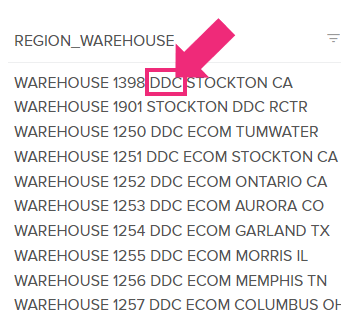 REGION_WAREHOUSE
WAREHOUSE 1398 DDC STOCKTON CA
WAREHOUSE 1901 STOCKTON DDC RCTR
WAREHOUSE 1250 DDC ECOM TUMWATER
WAREHOUSE 1251 DDC ECOM STOCKTON CA
WAREHOUSE 1252 DDC ECOM ONTARIO CA
WAREHOUSE 1253 DDC ECOM AURORA CO
WAREHOUSE 1254 DDC ECOM GARLAND TX
WAREHOUSE 1255 DDC ECOM MORRIS IL
WAREHOUSE 1256 DDC ECOM MEMPHIS TN
WAREHOUSE 1257 DDC ECOM COLUMBUS OH